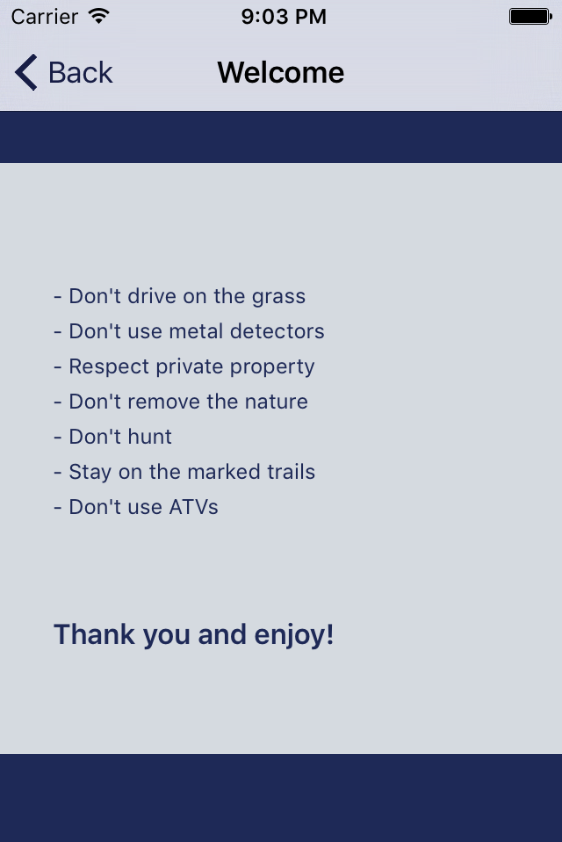 Carrier 9:03 PM
Back Welcome
- Don't drive on the grass
- Don't use metal detectors
- Respect private property
- Don't remove the nature
- Don't hunt
- Stay on the marked trails
- Don't use ATVs
Thank you and enjoy!